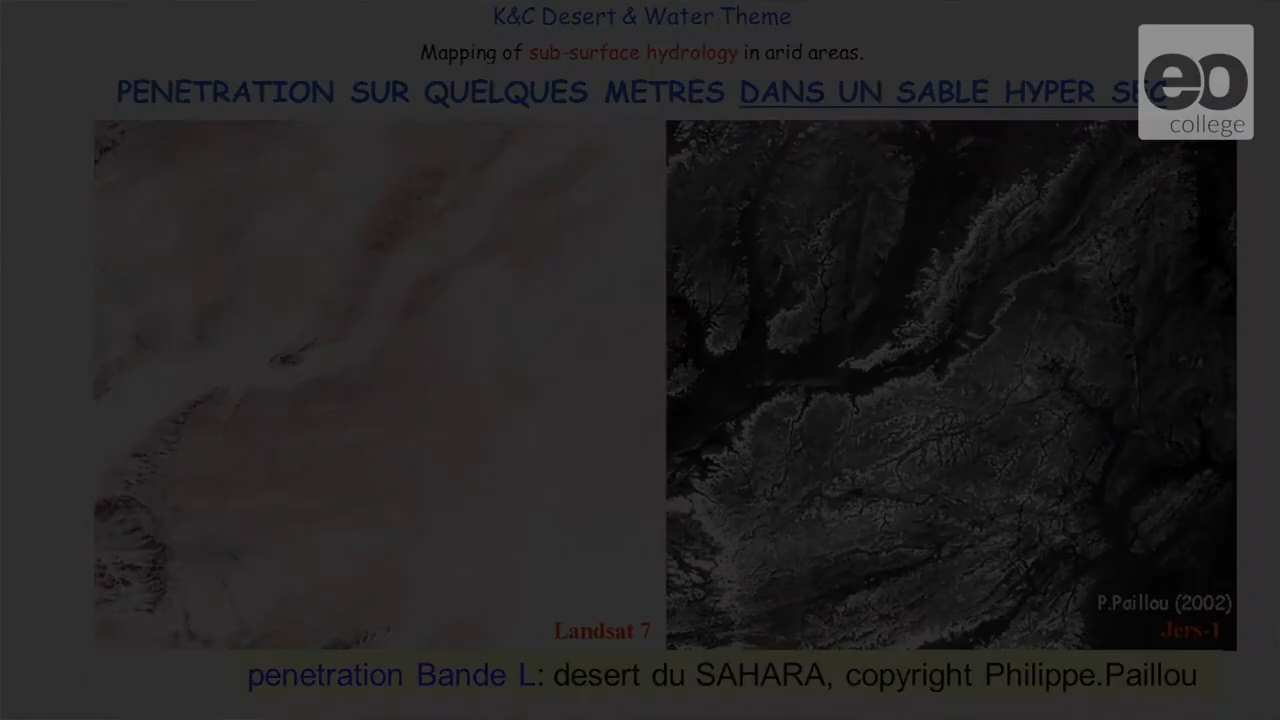 K&C Desert & Water Theme
eo
college
Mapping of sub-surface hydrology in arid areas.
PENETRATION SUR QUELQUES METRES DANS UN SABLE HYPER SEC
P.Paillou (2002)
Landsat 7
Jers-1
penetration Bande L: desert du SAHARA, copyright Philippe.Paillou